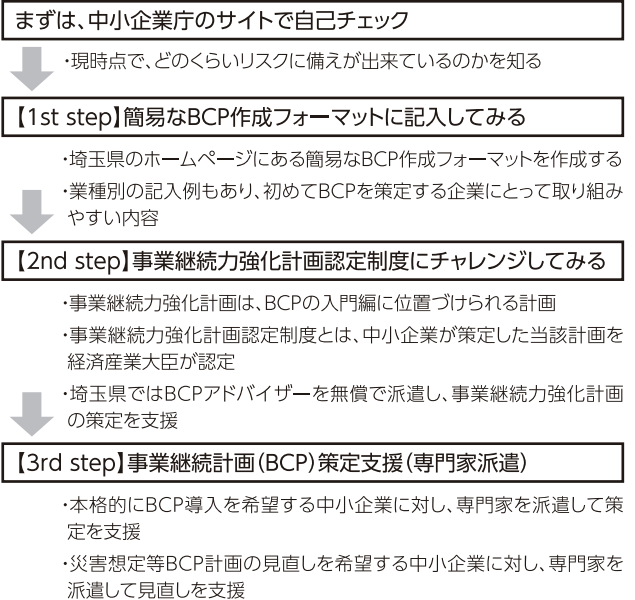 まずは、中小企業庁のサイトで自己チェック
・現時点で、どのくらいリスクに備えが出来ているのかを知る
【1st step】簡易なBCP作成フォーマットに記入してみる
・埼玉県のホームページにある簡易なBCP作成フォーマットを作成する
・業種別の記入例もあり、初めてBCPを策定する企業にとって取り組み
やすい内容
【2nd step】事業継続力強化計画認定制度にチャレンジしてみる
・事業継続力強化計画は、BCPの入門編に位置づけられる計画
・事業継続力強化計画認定制度とは、中小企業が策定した当該計画を
経済産業大臣が認定
・埼玉県ではBCPアドバイザーを無償で派遣し、事業継続力強化計画
の策定を支援
【3rd step】事業継続計画（BCP）策定支援（専門家派遣）
・本格的にBCP導入を希望する中小企業に対し、専門家を派遣して策
定を支援
・災害想定等BCP計画の見直しを希望する中小企業に対し、専門家を
派遣して見直しを支援